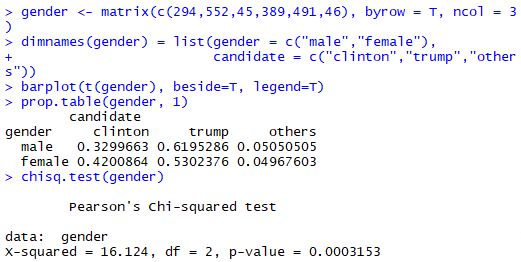 > gender <- matrix(c(294,552,45,389,491,46), byrow = T, ncol = 3
)
> dimnames(gender) = list(gender = c("male","female"),
+ candidate = c("clinton","trump","other
s"))
> barplot(t(gender), beside=T, legend=T)
> prop.table(gender, 1)
candidate
gender clinton trump others
male 0.3299663 0.6195286 0.05050505
female 0.4200864 0.5302376 0.04967603
> chisq.test(gender)
Pearson's Chi-squared test
data: gender
X-squared = 16.124, df = 2, p-value = 0.0003153